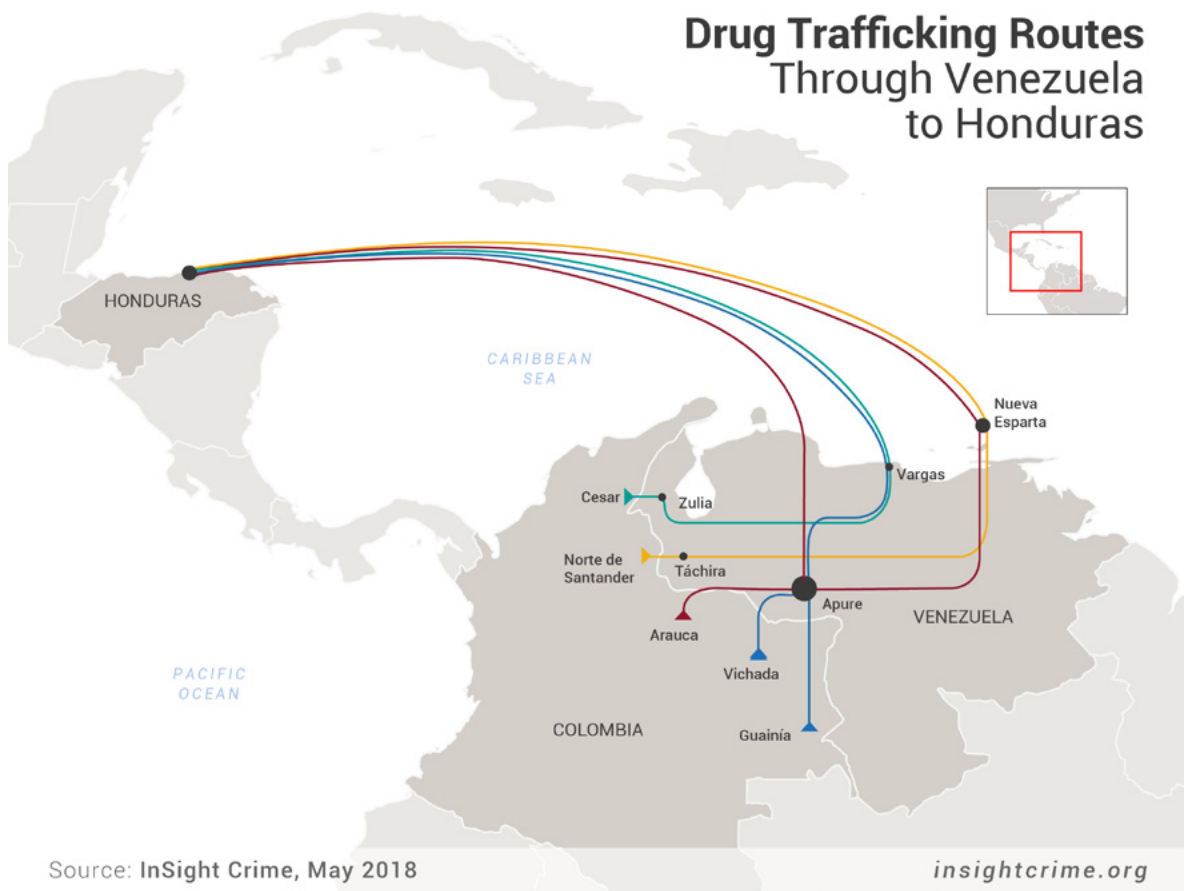 Drug Trafficking Routes
Through Venezuela
to Honduras
HONDURAS
CARIBBEAN
SEA
Nueva
Esparta
Vargas
Cesar
Zulia
Norte de
Santander
Táchira
Apure
Arauca
VENEZUELA
Vichada
PACIFIC
OCEAN
COLOMBIA
Guainía
Source: InSight Crime, May 2018
insightcrime.org